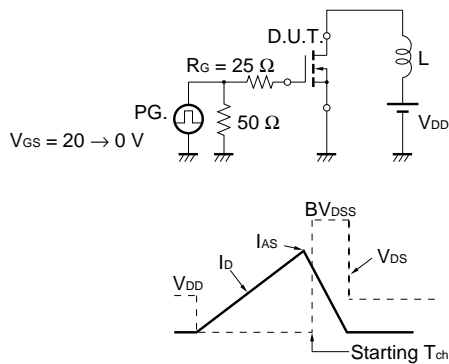 D.U.T.
RG = 25 Ω
L
PG.
50 Ω
VDD
VGS = 20 → 0 V
BVDSS
IAS
ID
VDS
VDD
Starting Tch